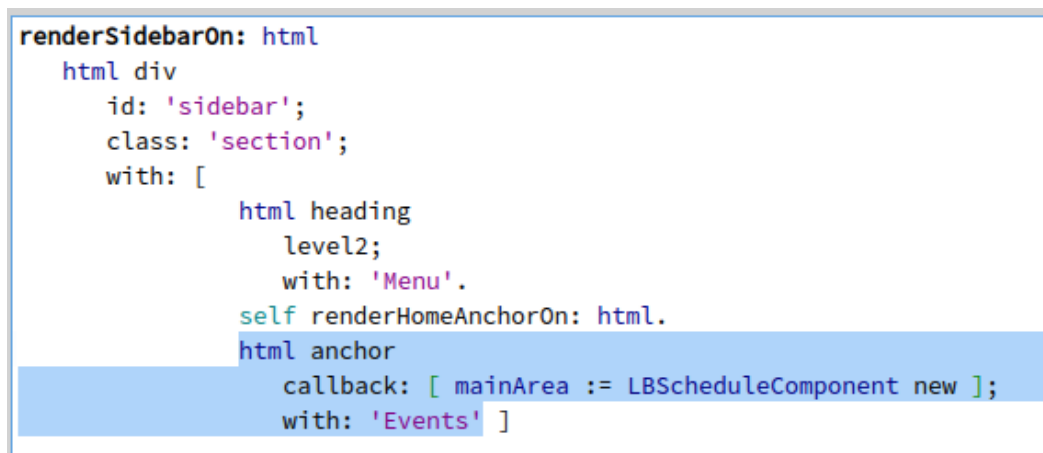 renderSidebarOn: html
html div
id: 'sidebar';
class: 'section';
with: [
html heading
level2;
with: 'Menu'.
self renderHomeAnchorOn: html.
html anchor
callback: [ mainArea := LBScheduleComponent new ];
with: 'Events' ]